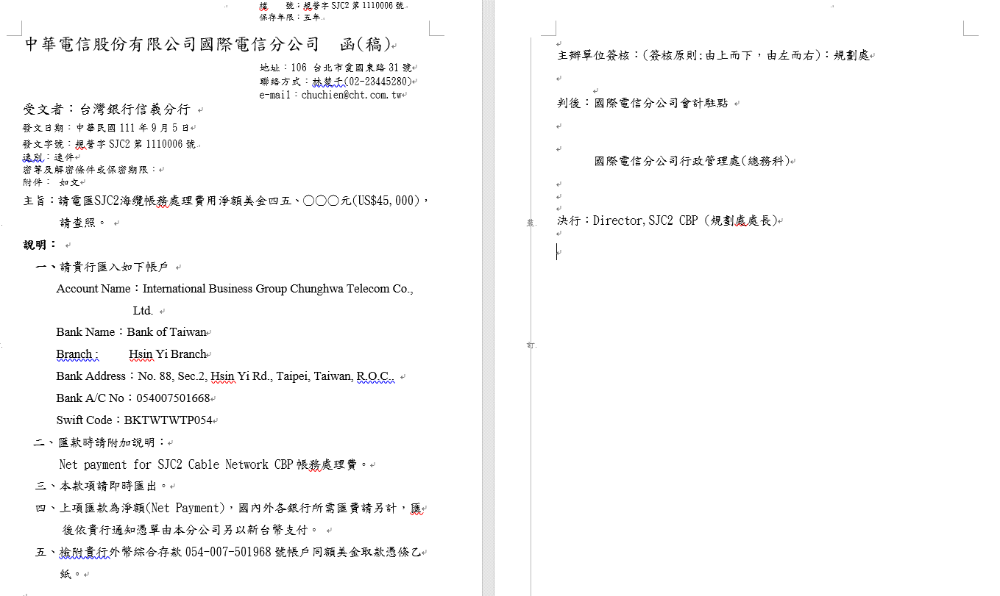 檔　　號：規營字 SJC2 第 1110006 號
保存年限：五年
中華電信股份有限公司國際電信分公司　函(稿)
地址：106 台北市愛國東路 31 號
聯絡方式：林楚千(02-23445280)
e-mail：chuchien@cht.com.tw
受文者：台灣銀行信義分行
發文日期：中華民國 111 年 9 月 5 日
發文字號：規營字 SJC2 第 1110006 號
速別：速件
密等及解密條件或保密期限：
附件： 如文
主旨：請電匯SJC2海纜帳務處理費用淨額美金四五、〇〇〇元(US$45,000)，
請查照。
說明：
一、請貴行匯入如下帳戶
Account Name：International Business Group Chunghwa Telecom Co.,
Ltd.
Bank Name：Bank of Taiwan
Branch : Hsin Yi Branch
Bank Address：No. 88, Sec.2, Hsin Yi Rd., Taipei, Taiwan, R.O.C..
Bank A/C No：054007501668
Swift Code：BKTWTWTP054
二、匯款時請附加說明：
Net payment for SJC2 Cable Network CBP 帳務處理費。
三、本款項請即時匯出。
四、上項匯款為淨額(Net Payment)，國內外各銀行所需匯費請另計，匯
後依貴行通知憑單由本分公司另以新台幣支付。
五、檢附貴行外幣綜合存款 054-007-501968 號帳戶同額美金取款憑條乙
紙。
主辦單位簽核：(簽核原則:由上而下，由左而右)：規劃處
判後：國際電信分公司會計駐點
國際電信分公司行政管理處(總務科)
裝
決行：Director,SJC2 CBP (規劃處處長)
訂